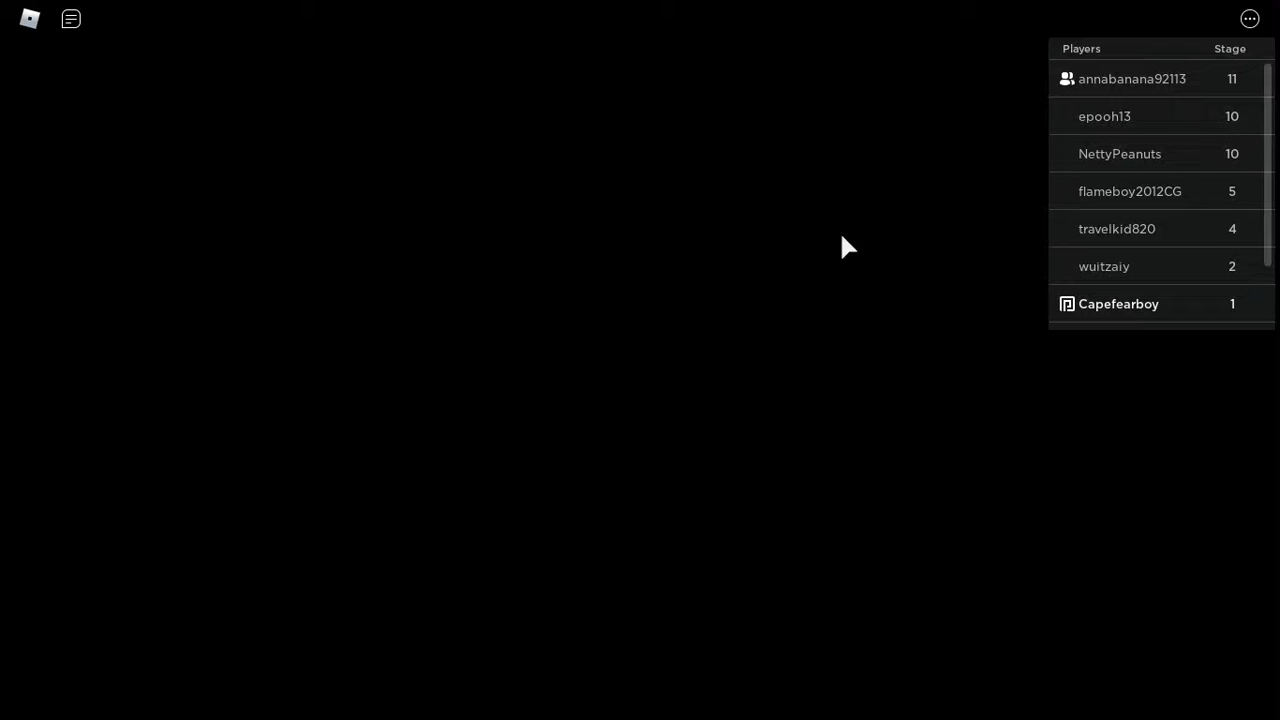 Players Stage
annabanana92113 11
epooh13 10
NettyPeanuts 10
flameboy2012CG 5
travelkid820 4
wuitzaiy 2
Capefearboy 1